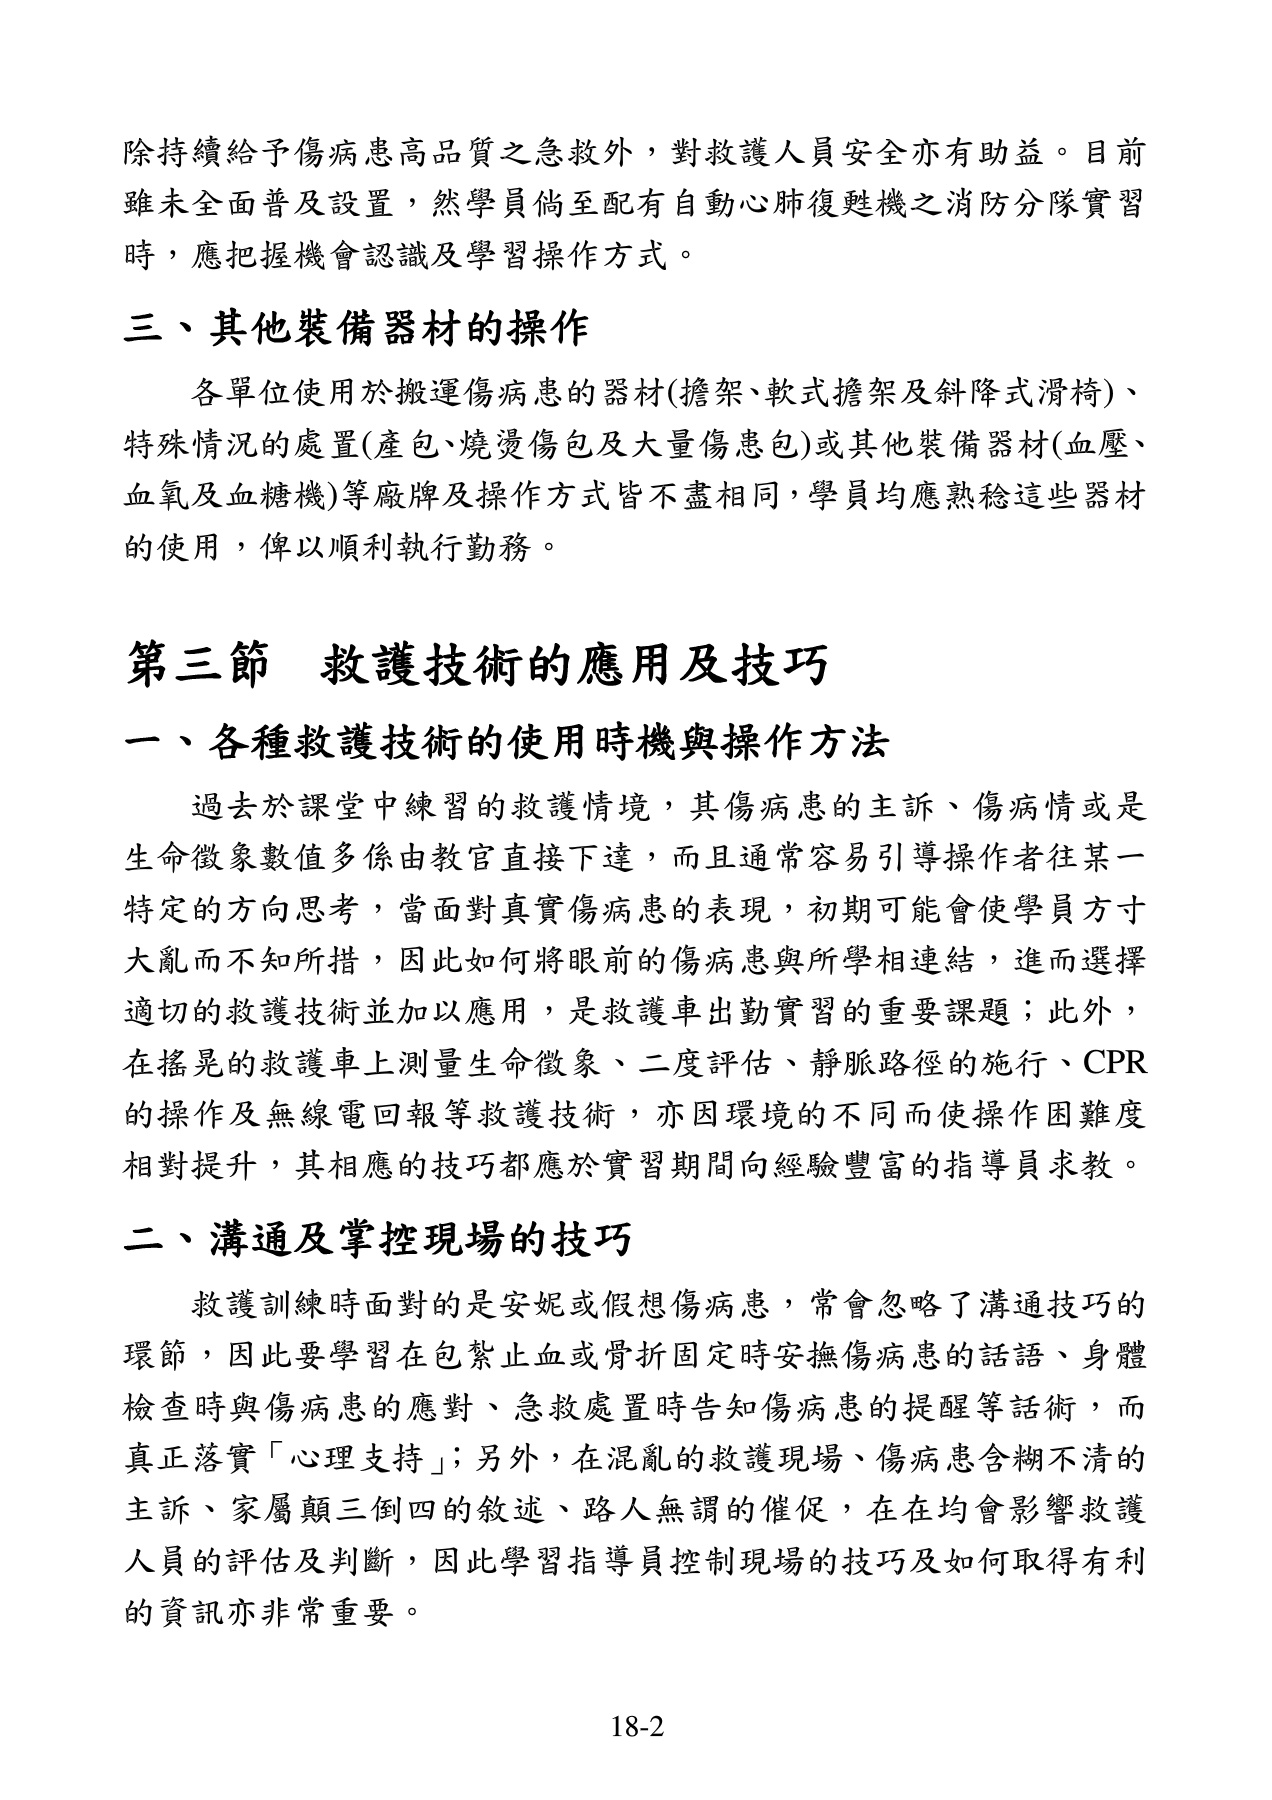 除持續給予傷病患高品質之急救外，對救護人員安全亦有助益。目前
雖未全面普及設置，然學員倘至配有自動心肺復甦機之消防分隊實習
時，應把握機會認識及學習操作方式。
三、其他裝備器材的操作
各單位使用於搬運傷病患的器材(擔架、軟式擔架及斜降式滑椅)、
特殊情況的處置(產包、燒燙傷包及大量傷患包)或其他裝備器材(血壓、
血氧及血糖機)等廠牌及操作方式皆不盡相同，學員均應熟稔這些器材
的使用，俾以順利執行勤務。
第三節　救護技術的應用及技巧
一、各種救護技術的使用時機與操作方法
過去於課堂中練習的救護情境，其傷病患的主訴、傷病情或是
生命徵象數值多係由教官直接下達，而且通常容易引導操作者往某一
特定的方向思考，當面對真實傷病患的表現，初期可能會使學員方寸
大亂而不知所措，因此如何將眼前的傷病患與所學相連結，進而選擇
適切的救護技術並加以應用，是救護車出勤實習的重要課題；此外，
在搖晃的救護車上測量生命徵象、二度評估、靜脈路徑的施行、CPR
的操作及無線電回報等救護技術，亦因環境的不同而使操作困難度
相對提升，其相應的技巧都應於實習期間向經驗豐富的指導員求教。
二、溝通及掌控現場的技巧
救護訓練時面對的是安妮或假想傷病患，常會忽略了溝通技巧的
環節，因此要學習在包紮止血或骨折固定時安撫傷病患的話語、身體
檢查時與傷病患的應對、急救處置時告知傷病患的提醒等話術，而
真正落實「心理支持」；另外，在混亂的救護現場、傷病患含糊不清的
主訴、家屬顛三倒四的敘述、路人無謂的催促，在在均會影響救護
人員的評估及判斷，因此學習指導員控制現場的技巧及如何取得有利
的資訊亦非常重要。
18-2